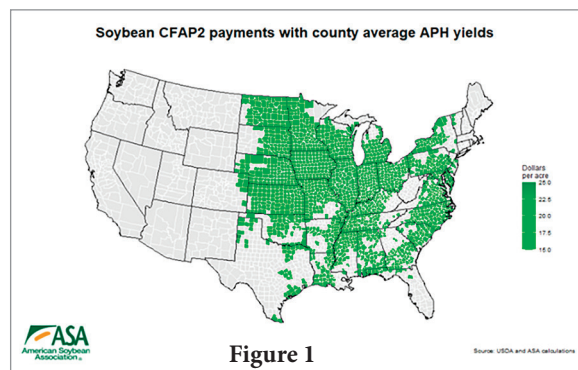 Soybean CFAP2 payments with county average APH yields
Dollars
per acre
25.0
22.5
20.0
17.5
15.0
ASA
American Soybean
Association
Figure 1
Source: USDA and ASA calculations